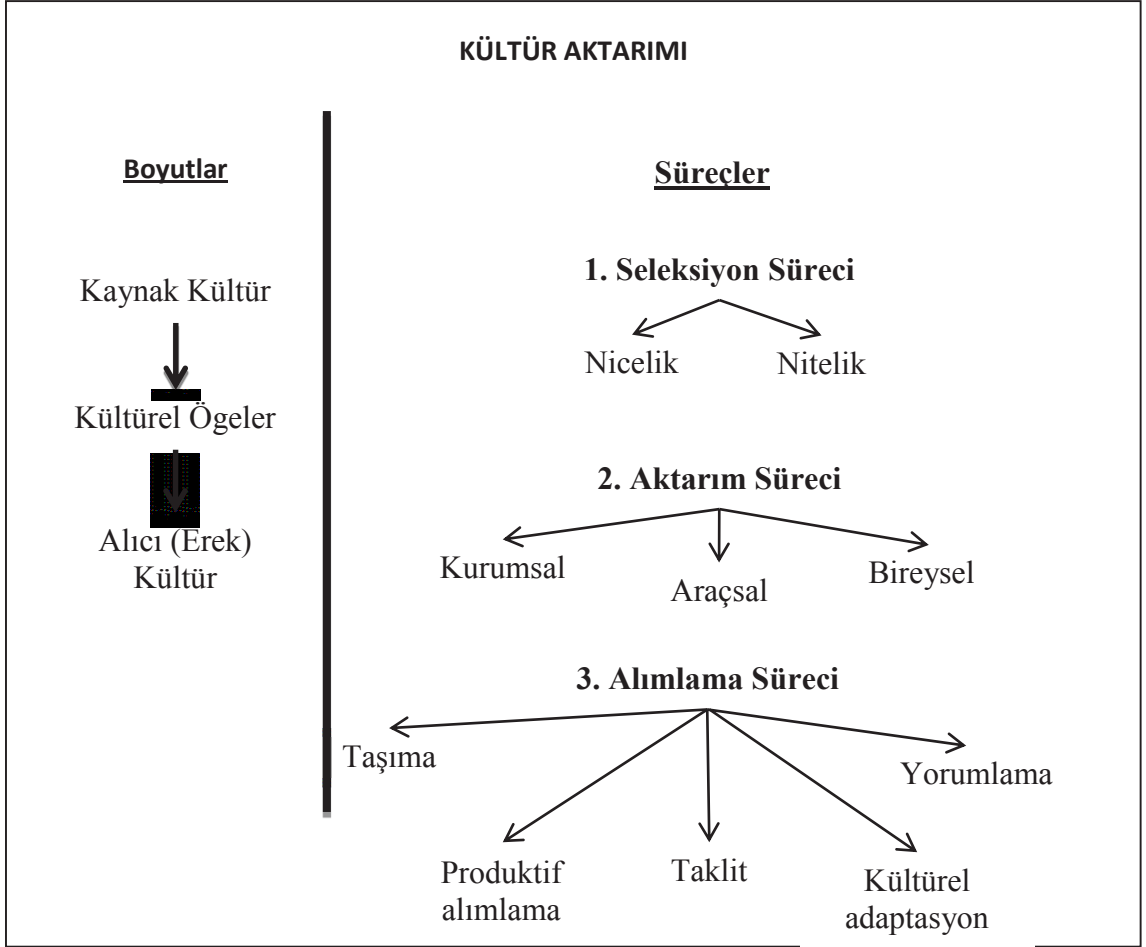 KÜLTÜR AKTARIMI
Boyutlar
Kaynak Kültür
Kültürel Ögeler
Alıcı (Erek)
Kültür
Süreçler
1. Seleksiyon Süreci
Nicelik
Nitelik
2. Aktarım Süreci
Kurumsal
Araçsal
Bireysel
3. Alımlama Süreci
Taşıma
Produktif
alımlama
Taklit
Kültürel
adaptasyon
Yorumlama